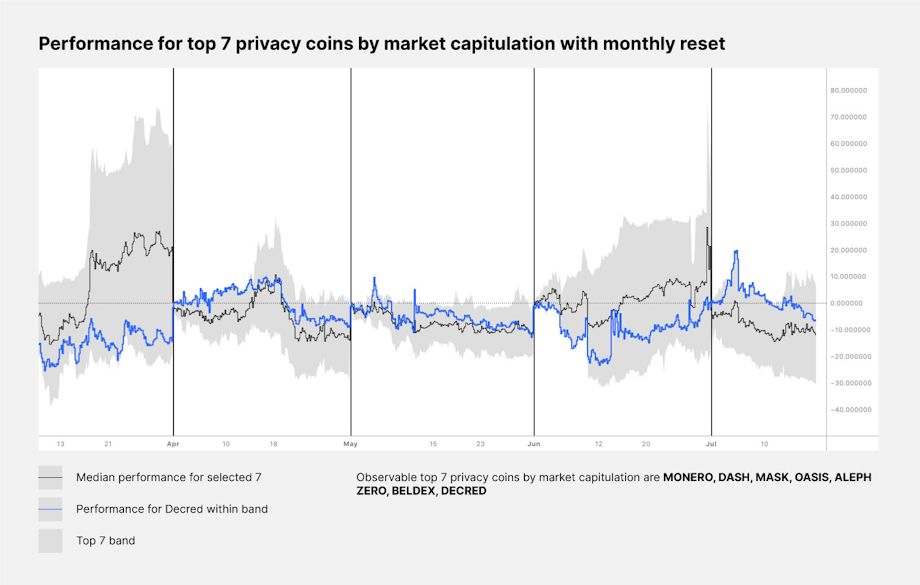 Performance for top 7 privacy coins by market capitulation with monthly reset
80.000000
70.000000
60.000000
50.000000
40.000000
30.000000
20.000000
10.000000
0.000000
-10.000000
-20.000000
-30.000000
-40.000000
13 21 Apr 10 18 May 15 23 Jun 12 20 Jul 10
Median performance for selected 7
Performance for Decred within band
Top 7 band
Observable top 7 privacy coins by market capitulation are MONERO, DASH, MASK, OASIS, ALEPH
ZERO, BELDEX, DECRED